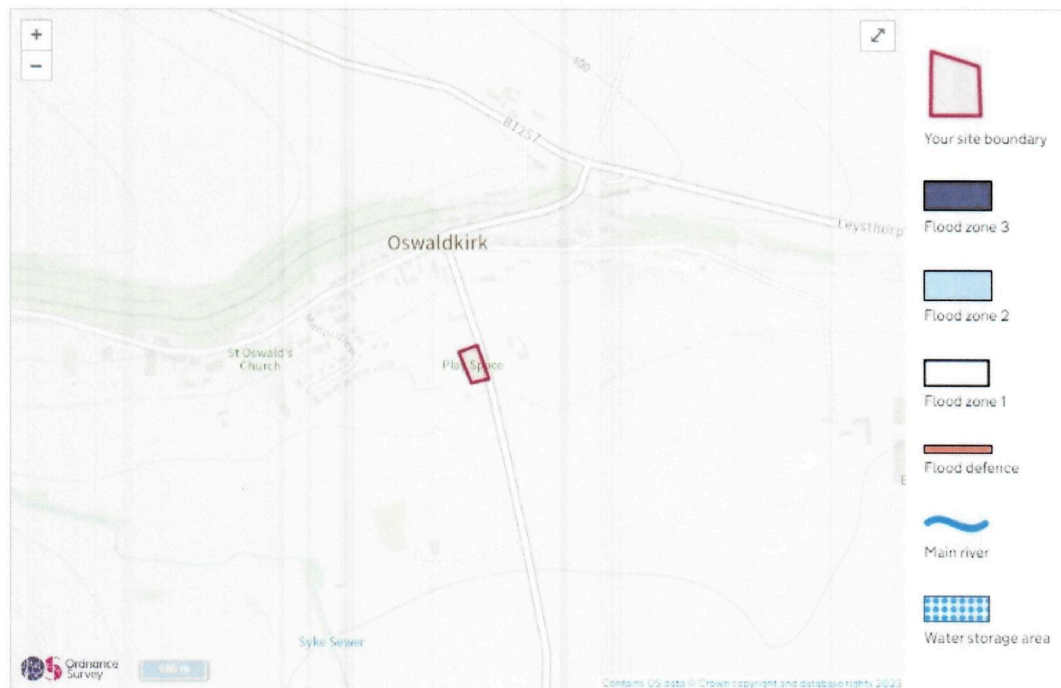 +
−
100
B1257
Leysthorp
Oswaldkirk
St Oswald's
Church
Play Space
Syke Sewer
Ordnance
Survey
Contains OS data © Crown copyright and database rights 2023
Your site boundary
Flood zone 3
Flood zone 2
Flood zone 1
Flood defence
Main river
Water storage area